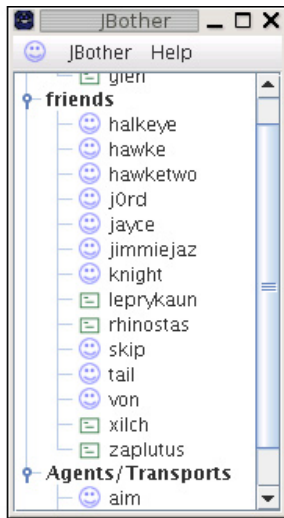 JBother
JBother Help
glen
friends
halkeye
hawke
hawketwo
j0rd
jayce
jimmiejaz
knight
leprykaun
rhinostas
skip
tail
von
xilch
zaplutus
Agents/Transports
aim